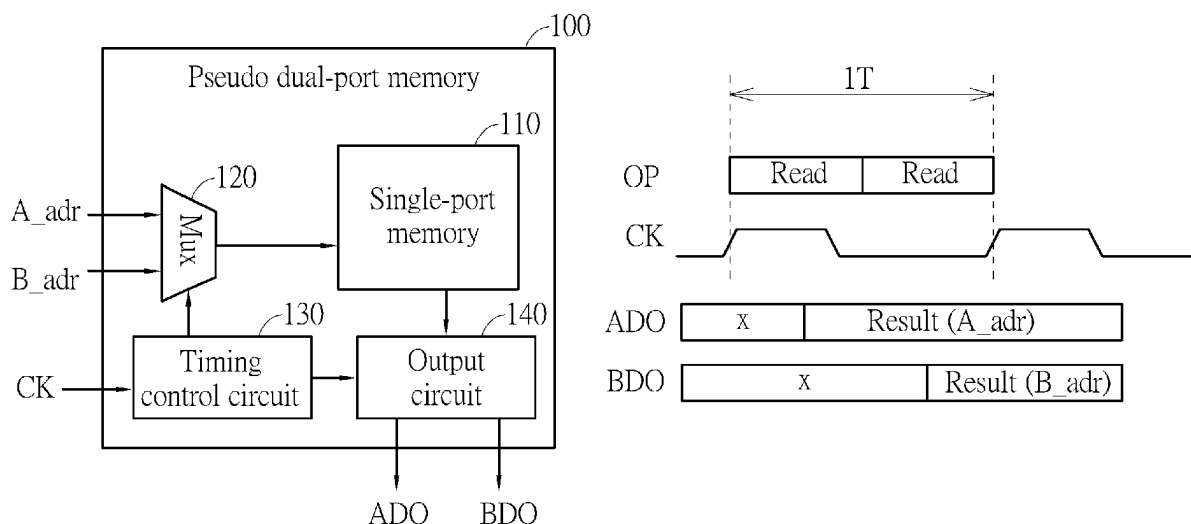 100
Pseudo dual-port memory
110
120
Single-port
memory
A_adr
Mux
B_adr
130
140
CK
Timing
control circuit
Output
circuit
ADO
BDO
1T
OP
Read
Read
CK
ADO
x
Result (A_adr)
BDO
x
Result (B_adr)